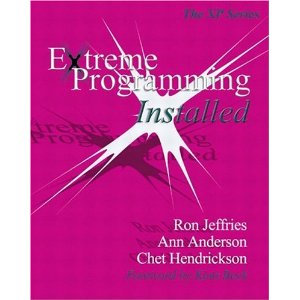 The XP Series
Extreme
Programming
Installed
Ron Jeffries
Ann Anderson
Chet Hendrickson
Foreword by Kent Beck